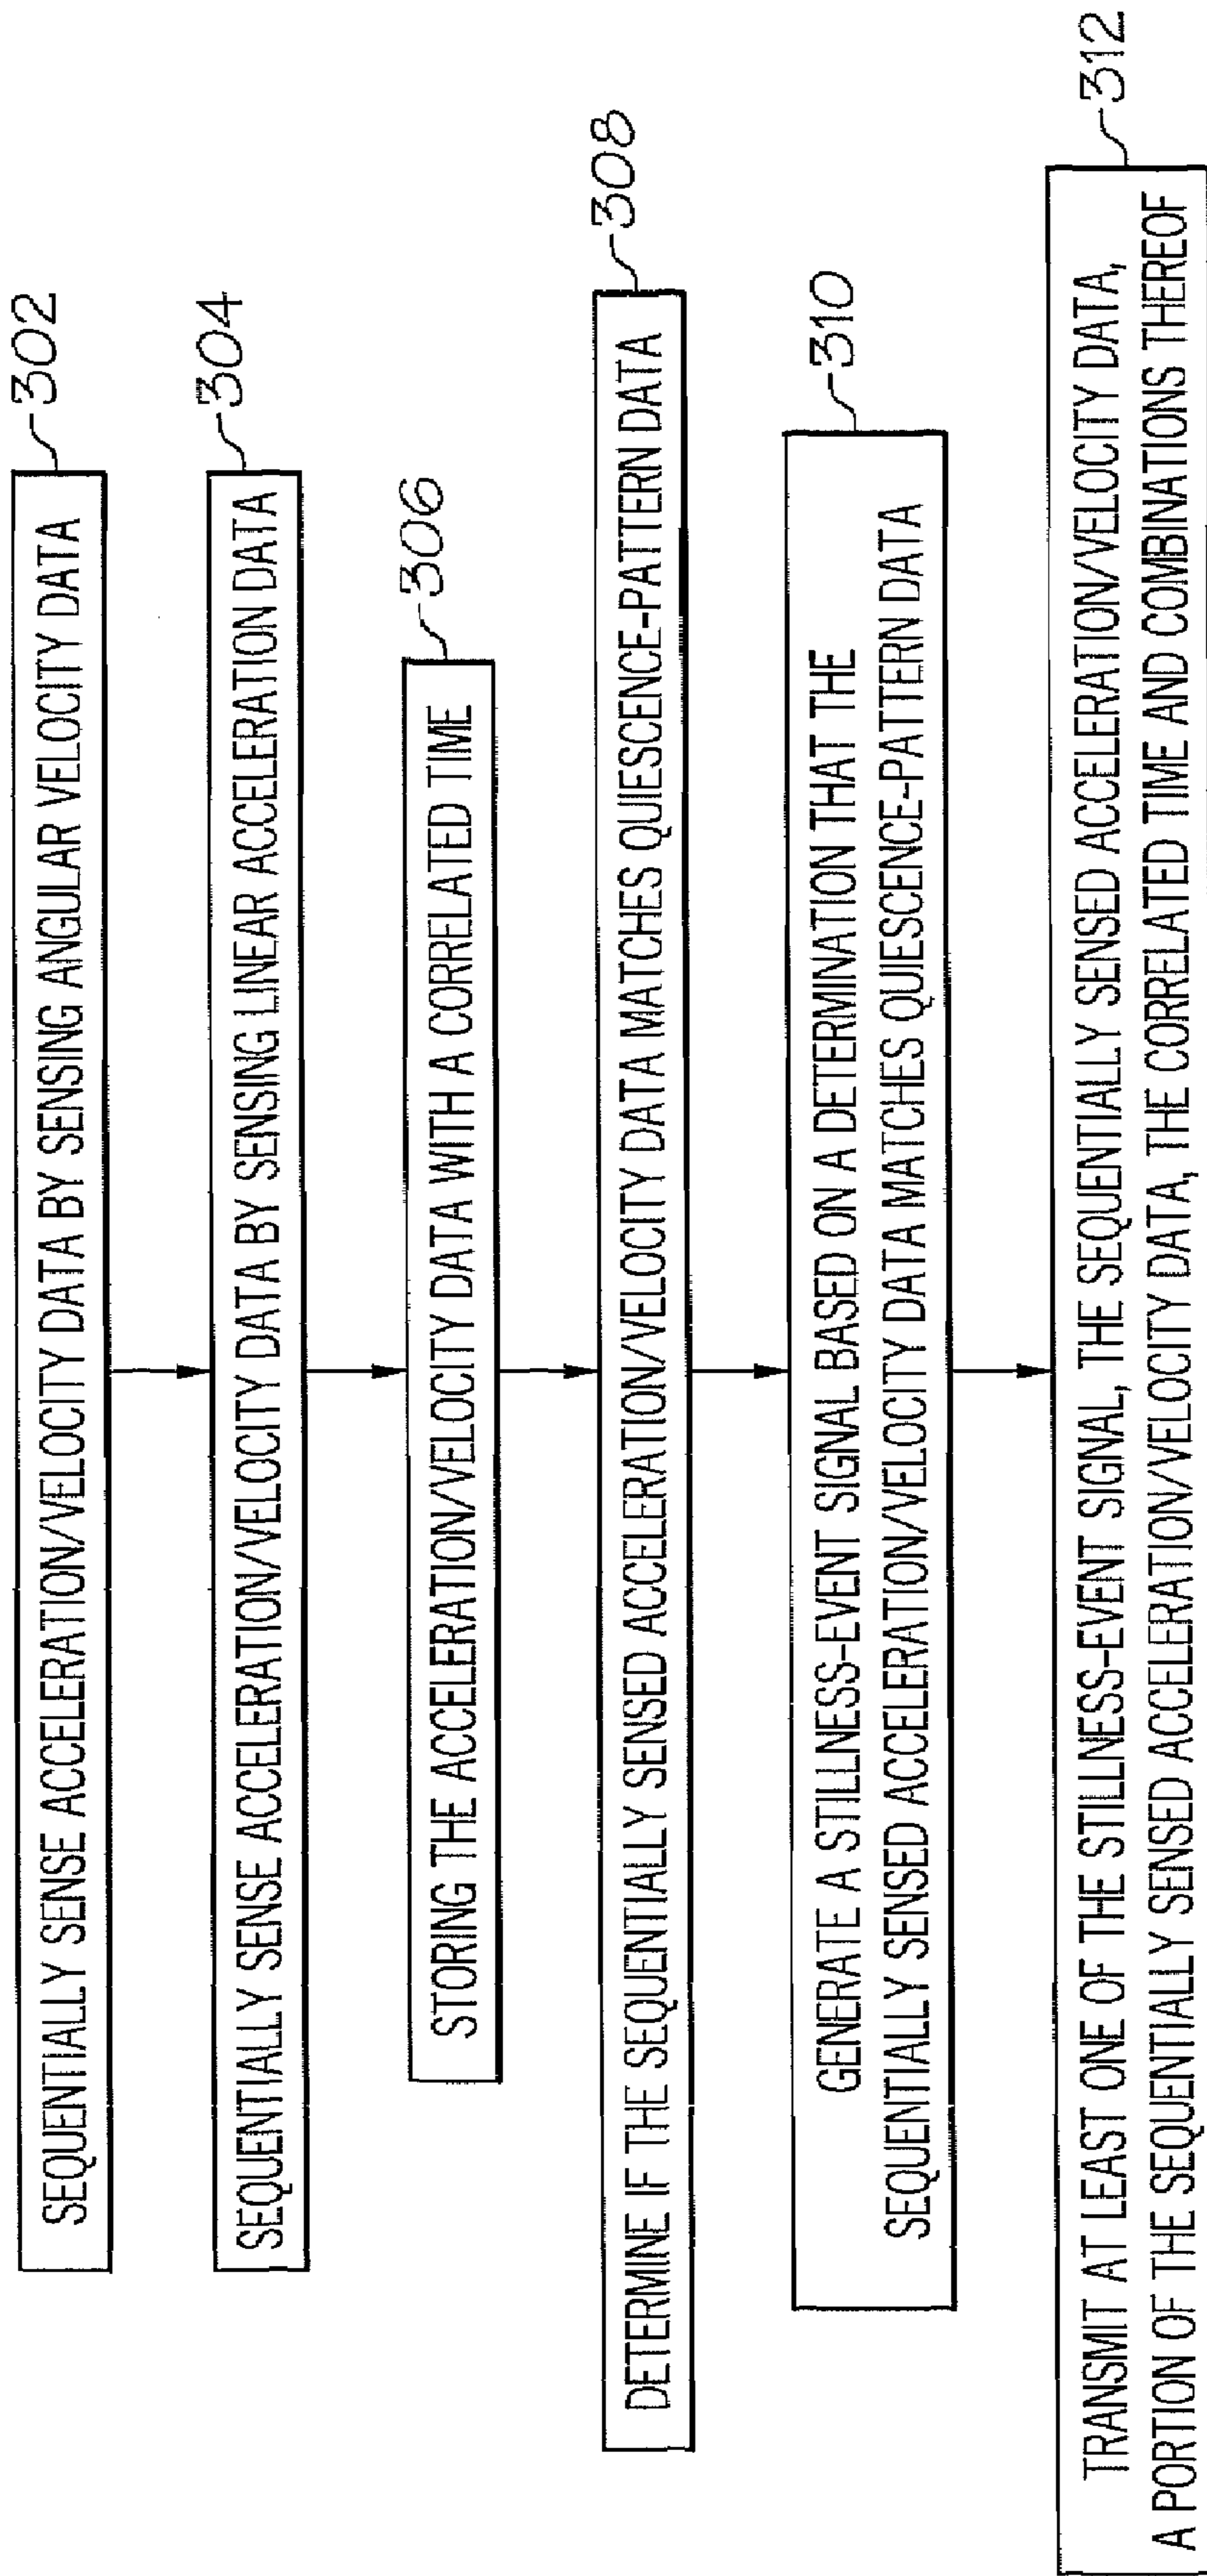 302
SEQUENTIALLY SENSE ACCELERATION/VELOCITY DATA BY SENSING ANGULAR VELOCITY DATA
304
SEQUENTIALLY SENSE ACCELERATION/VELOCITY DATA BY SENSING LINEAR ACCELERATION DATA
306
STORING THE ACCELERATION/VELOCITY DATA WITH A CORRELATED TIME
308
DETERMINE IF THE SEQUENTIALLY SENSED ACCELERATION/VELOCITY DATA MATCHES QUIESCENCE-PATTERN DATA
310
GENERATE A STILLNESS-EVENT SIGNAL BASED ON A DETERMINATION THAT THE
SEQUENTIALLY SENSED ACCELERATION/VELOCITY DATA MATCHES QUIESCENCE-PATTERN DATA
312
TRANSMIT AT LEAST ONE OF THE STILLNESS-EVENT SIGNAL, THE SEQUENTIALLY SENSED ACCELERATION/VELOCITY DATA,
A PORTION OF THE SEQUENTIALLY SENSED ACCELERATION/VELOCITY DATA, THE CORRELATED TIME AND COMBINATIONS THEREOF